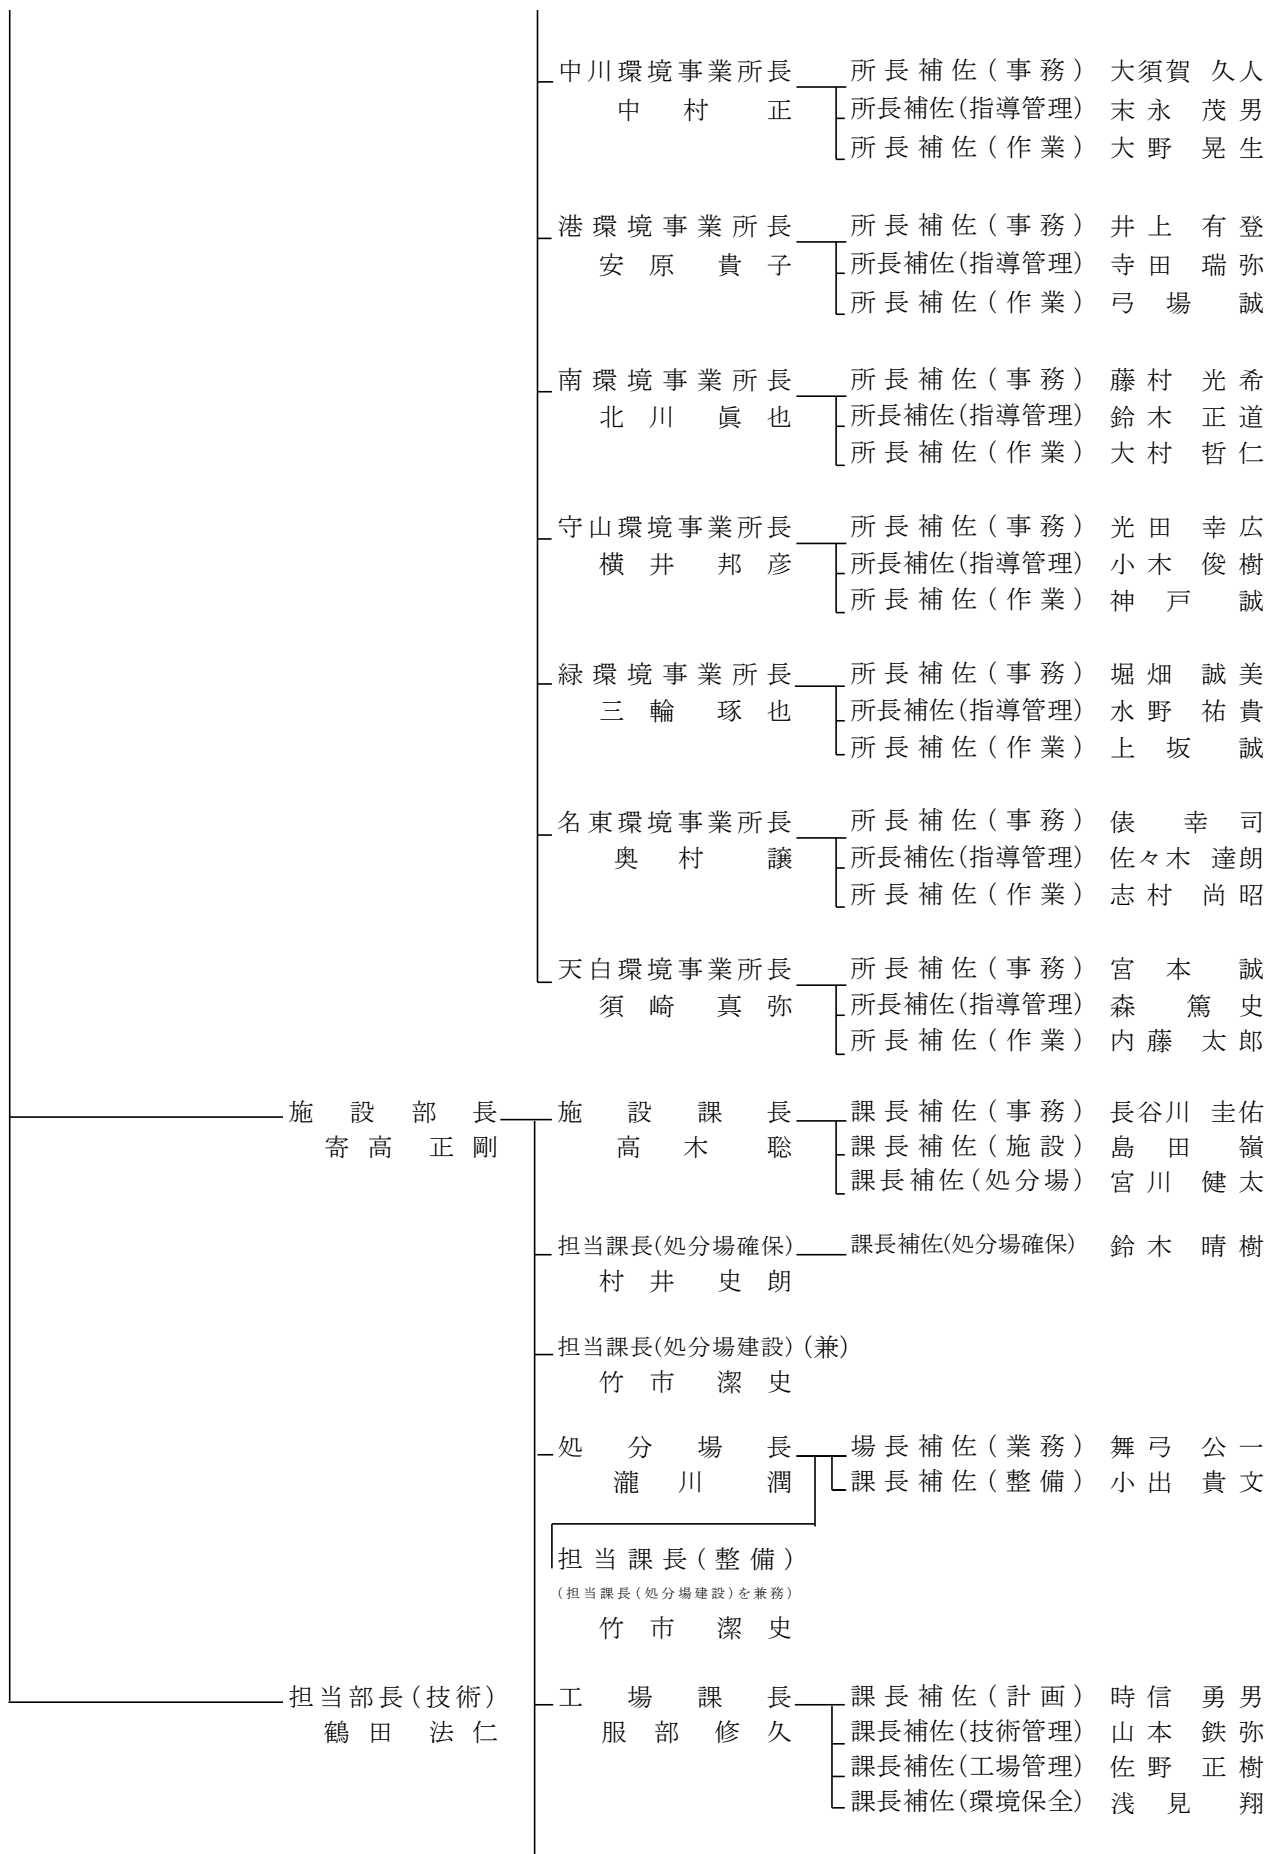 中川環境事業所長 所長補佐(事務) 大須賀 久人
中村 正 所長補佐(指導管理) 末永 茂男
所長補佐(作業) 大野 晃生
港環境事業所長 所長補佐(事務) 井上 有登
安原 貴子 所長補佐(指導管理) 寺田 瑞弥
所長補佐(作業) 弓場 誠
南環境事業所長 所長補佐(事務) 藤村 光希
北川 眞也 所長補佐(指導管理) 鈴木 正道
所長補佐(作業) 大村 哲仁
守山環境事業所長 所長補佐(事務) 光田 幸広
横井 邦彦 所長補佐(指導管理) 小木 俊樹
所長補佐(作業) 神戸 誠
緑環境事業所長 所長補佐(事務) 堀畑 誠美
三輪 琢也 所長補佐(指導管理) 水野 祐貴
所長補佐(作業) 上坂 誠
名東環境事業所長 所長補佐(事務) 俵 幸司
奥村 譲 所長補佐(指導管理) 佐々木 達朗
所長補佐(作業) 志村 尚昭
天白環境事業所長 所長補佐(事務) 宮本 誠
須崎 真弥 所長補佐(指導管理) 森 篤史
所長補佐(作業) 内藤 太郎
施設部長 施設課長 課長補佐(事務) 長谷川 圭佑
寄高 正剛 高木 聡 課長補佐(施設) 島田 嶺
課長補佐(処分場) 宮川 健太
担当課長(処分場確保) 課長補佐(処分場確保) 鈴木 晴樹
村井 史朗
担当課長(処分場建設)(兼)
竹市 潔史
処分場長 場長補佐(業務) 舞弓 公一
瀧川 潤 課長補佐(整備) 小出 貴文
担当課長(整備)
(担当課長(処分場建設)を兼務)
竹市 潔史
担当部長(技術) 工場課長 課長補佐(計画) 時信 勇男
鶴田 法仁 服部 修久 課長補佐(技術管理) 山本 鉄弥
課長補佐(工場管理) 佐野 正樹
課長補佐(環境保全) 浅見 翔